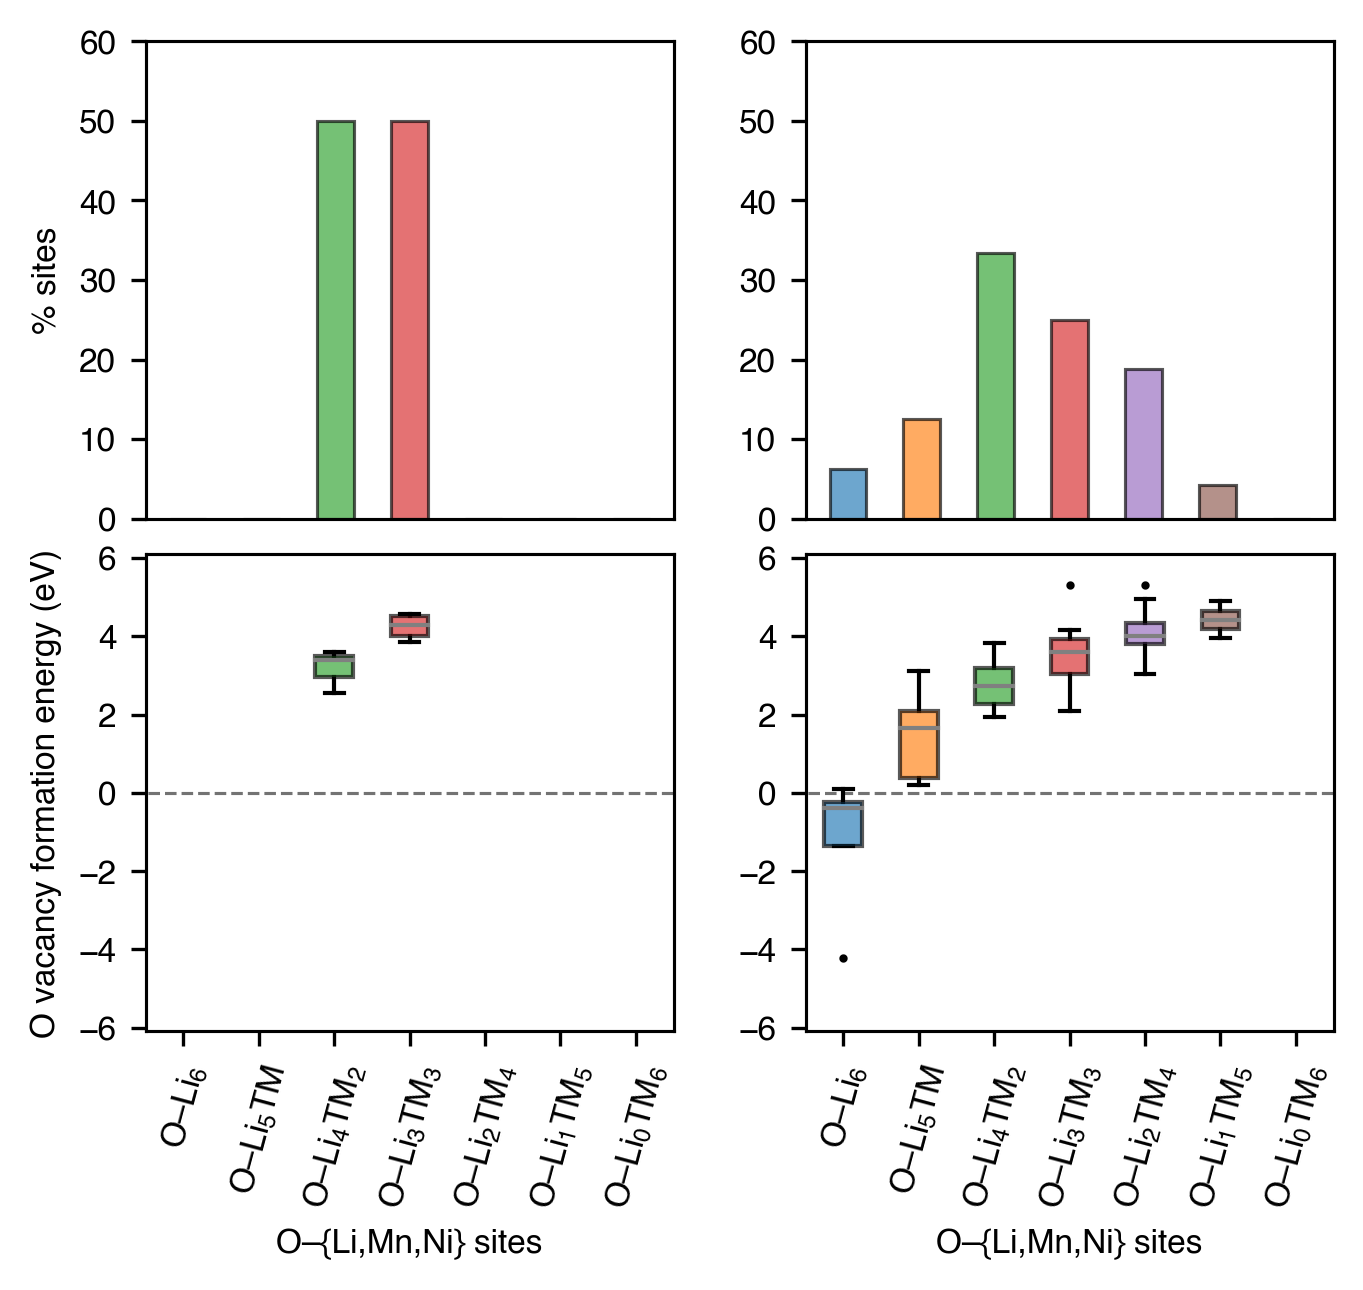 60
50
40
30
20
10
0
% sites
60
50
40
30
20
10
0
6
4
2
0
–2
–4
–6
O vacancy formation energy (eV)
O–Li₆
O–Li₅TM
O–Li₄TM₂
O–Li₃TM₃
O–Li₂TM₄
O–Li₁TM₅
O–Li₀TM₆
O–{Li,Mn,Ni} sites
6
4
2
0
–2
–4
–6
O–Li₆
O–Li₅TM
O–Li₄TM₂
O–Li₃TM₃
O–Li₂TM₄
O–Li₁TM₅
O–Li₀TM₆
O–{Li,Mn,Ni} sites